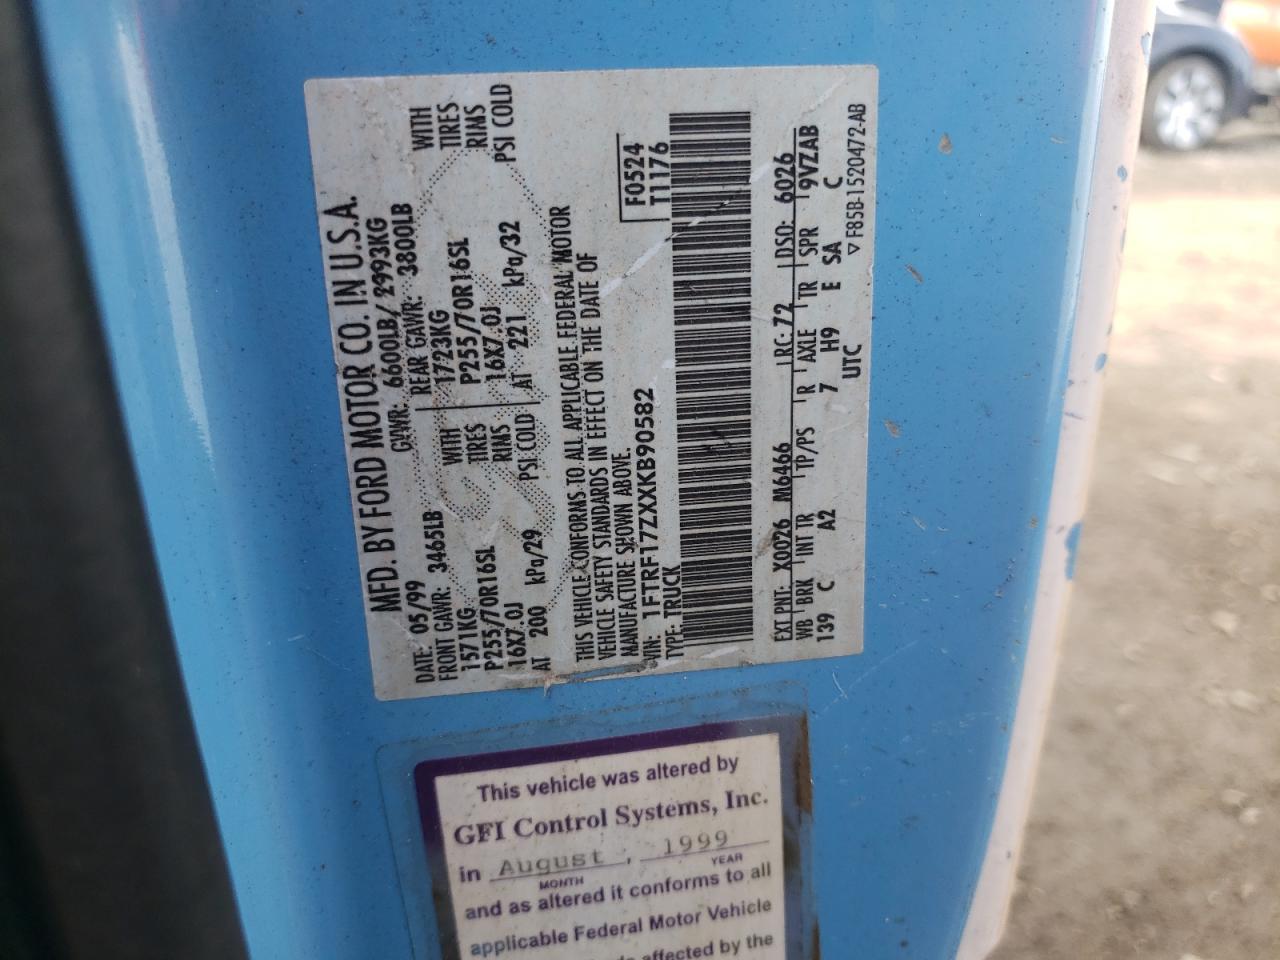 MFD. BY FORD MOTOR CO. IN U.S.A.
DATE: 05/99 GVWR: 6600LB/ 2993KG
FRONT GAWR: 3465LB REAR GAWR: 3800LB
1571KG WITH 1723KG WITH
P255/70R16SL TIRES P255/70R16SL TIRES
16X7.0J RIMS 16X7.0J RIMS
AT 200 kPa/29 PSI COLD AT 221 kPa/32 PSI COLD
THIS VEHICLE CONFORMS TO ALL APPLICABLE FEDERAL MOTOR
VEHICLE SAFETY STANDARDS IN EFFECT ON THE DATE OF
MANUFACTURE SHOWN ABOVE.
VIN: 1FTRF17ZXXKB90582
TYPE: TRUCK
F0524
T1176
EXT PNT: X0026 M6466 RC: 72 DSO: 6026
WB BRK INT TR TP/PS R AXLE TR SPR 9VZAB
139 C A2 7 H9 E SA C
UTC
▽ F85B-1520472-AB
This vehicle was altered by
GFI Control Systems, Inc.
in August, 1999
MONTH YEAR
and as altered it conforms to all
applicable Federal Motor Vehicle
affected by the